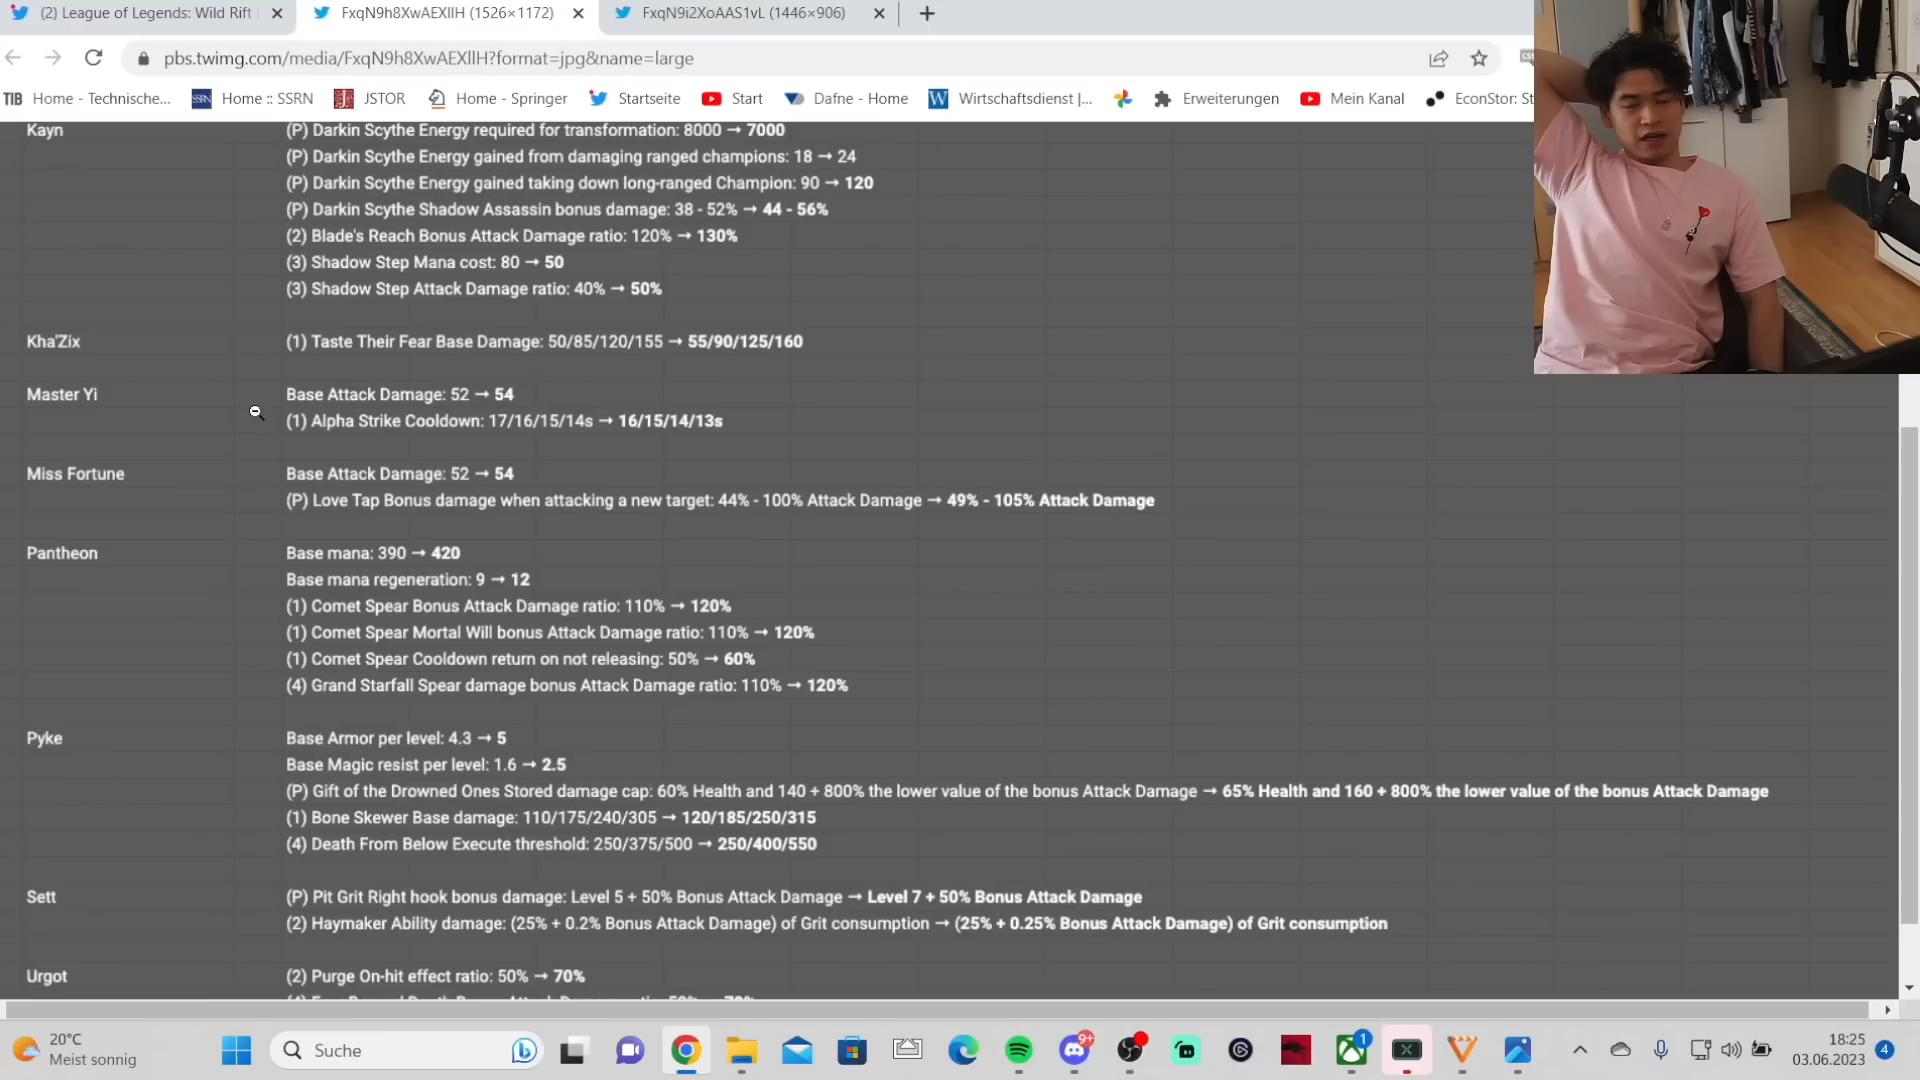 (2) League of Legends: Wild Rift
FxqN9h8XwAEXlIH (1526×1172)
FxqN9i2XoAAS1vL (1446×906)
pbs.twimg.com/media/FxqN9h8XwAEXlIH?format=jpg&name=large
TIB Home - Technische...
SSRN Home :: SSRN
JSTOR
Home - Springer
Startseite
Start
Dafne - Home
W Wirtschaftsdienst |...
Erweiterungen
Mein Kanal
EconStor: St
Kayn (P) Darkin Scythe Energy required for transformation: 8000 → 7000
(P) Darkin Scythe Energy gained from damaging ranged champions: 18 → 24
(P) Darkin Scythe Energy gained taking down long-ranged Champion: 90 → 120
(P) Darkin Scythe Shadow Assassin bonus damage: 38 - 52% → 44 - 56%
(2) Blade's Reach Bonus Attack Damage ratio: 120% → 130%
(3) Shadow Step Mana cost: 80 → 50
(3) Shadow Step Attack Damage ratio: 40% → 50%
Kha'Zix (1) Taste Their Fear Base Damage: 50/85/120/155 → 55/90/125/160
Master Yi Base Attack Damage: 52 → 54
(1) Alpha Strike Cooldown: 17/16/15/14s → 16/15/14/13s
Miss Fortune Base Attack Damage: 52 → 54
(P) Love Tap Bonus damage when attacking a new target: 44% - 100% Attack Damage → 49% - 105% Attack Damage
Pantheon Base mana: 390 → 420
Base mana regeneration: 9 → 12
(1) Comet Spear Bonus Attack Damage ratio: 110% → 120%
(1) Comet Spear Mortal Will bonus Attack Damage ratio: 110% → 120%
(1) Comet Spear Cooldown return on not releasing: 50% → 60%
(4) Grand Starfall Spear damage bonus Attack Damage ratio: 110% → 120%
Pyke Base Armor per level: 4.3 → 5
Base Magic resist per level: 1.6 → 2.5
(P) Gift of the Drowned Ones Stored damage cap: 60% Health and 140 + 800% the lower value of the bonus Attack Damage → 65% Health and 160 + 800% the lower value of the bonus Attack Damage
(1) Bone Skewer Base damage: 110/175/240/305 → 120/185/250/315
(4) Death From Below Execute threshold: 250/375/500 → 250/400/550
Sett (P) Pit Grit Right hook bonus damage: Level 5 + 50% Bonus Attack Damage → Level 7 + 50% Bonus Attack Damage
(2) Haymaker Ability damage: (25% + 0.2% Bonus Attack Damage) of Grit consumption → (25% + 0.25% Bonus Attack Damage) of Grit consumption
Urgot (2) Purge On-hit effect ratio: 50% → 70%
20°C
Meist sonnig
Suche
9+
1
18:25
03.06.2023
4